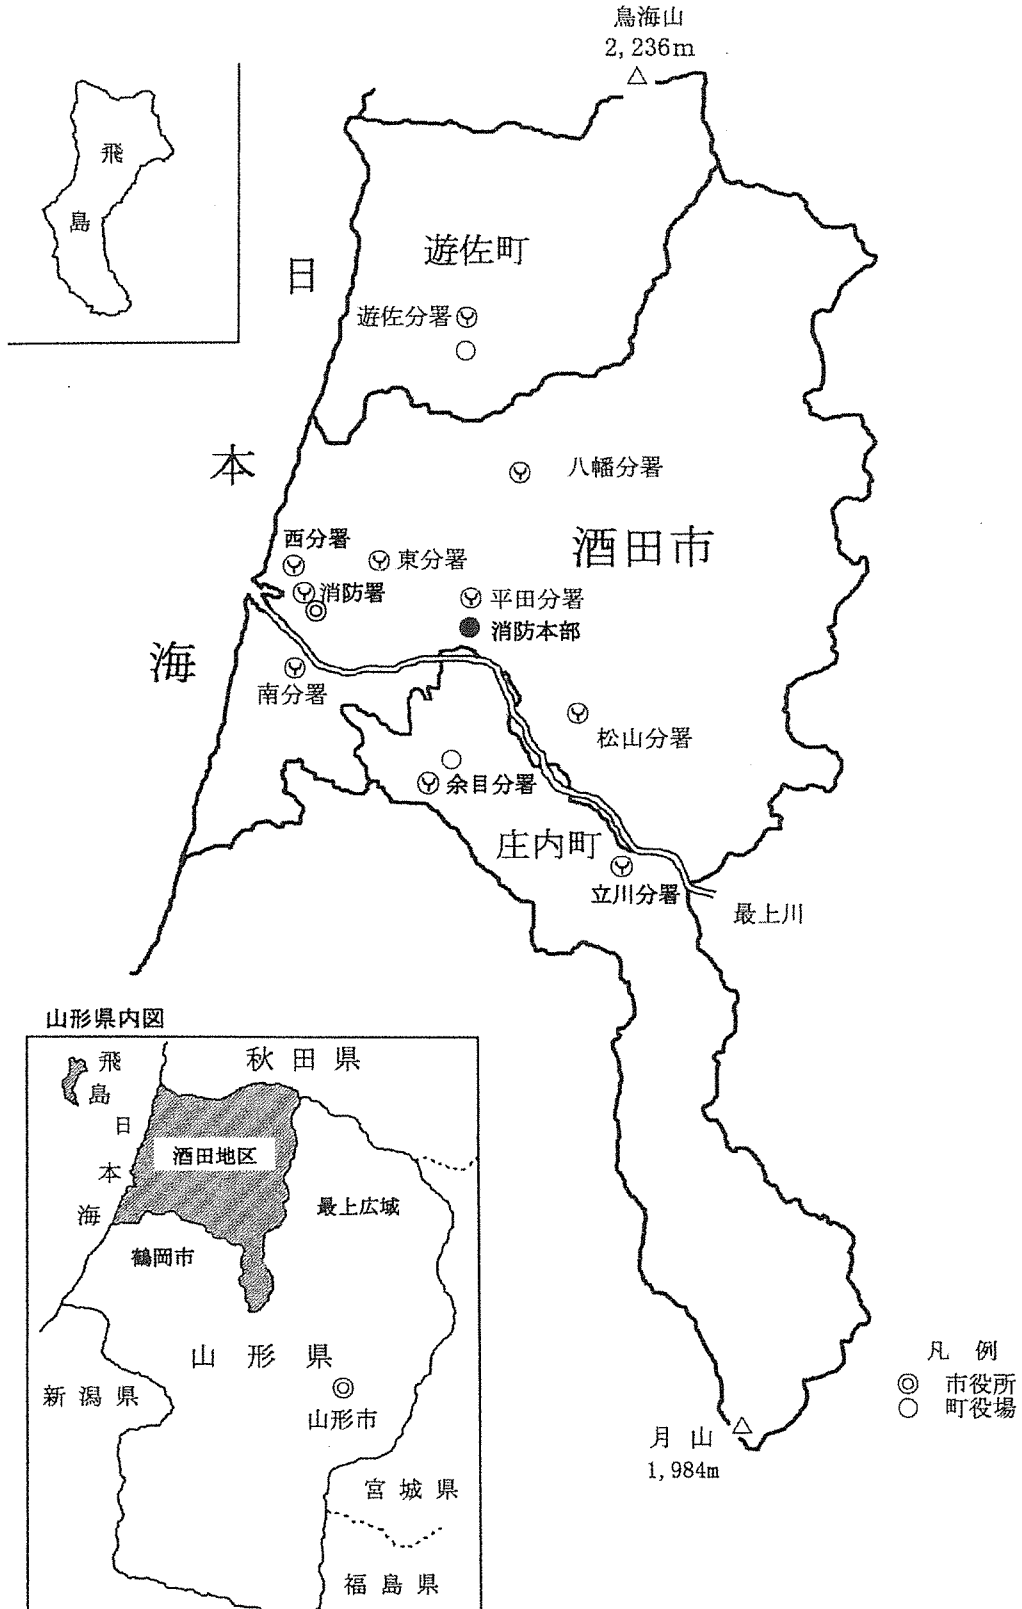 鳥海山
2,236m
飛
島
日
本
海
遊佐町
遊佐分署
八幡分署
酒田市
西分署
東分署
消防署
平田分署
消防本部
南分署
松山分署
余目分署
庄内町
立川分署
最上川
月山
1,984m
凡例
◎ 市役所
○ 町役場
山形県内図
飛
島
秋田県
日
本
海
酒田地区
最上広域
鶴岡市
山形県
山形市
新潟県
宮城県
福島県